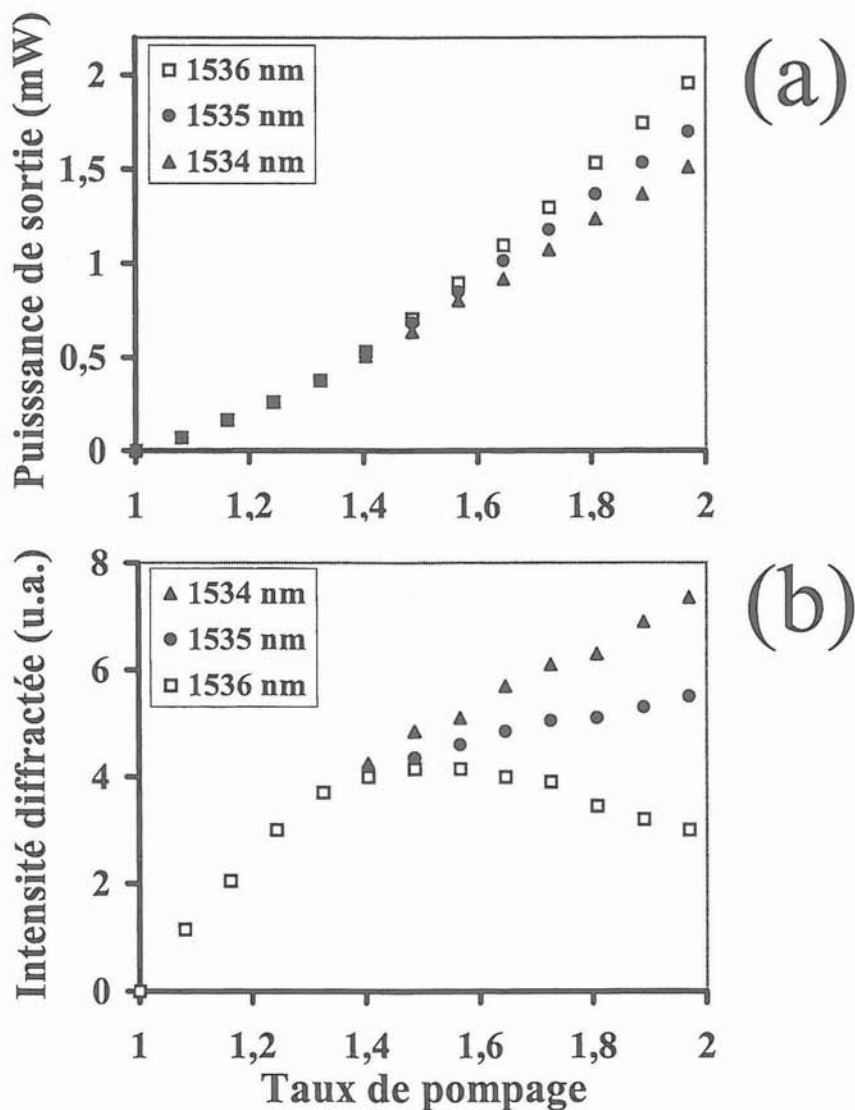 Puisssance de sortie (mW)
2
1,5
1
0,5
0
□ 1536 nm
● 1535 nm
▲ 1534 nm
(a)
1 1,2 1,4 1,6 1,8 2
Intensité diffractée (u.a.)
8
6
4
2
0
▲ 1534 nm
● 1535 nm
□ 1536 nm
(b)
1 1,2 1,4 1,6 1,8 2
Taux de pompage